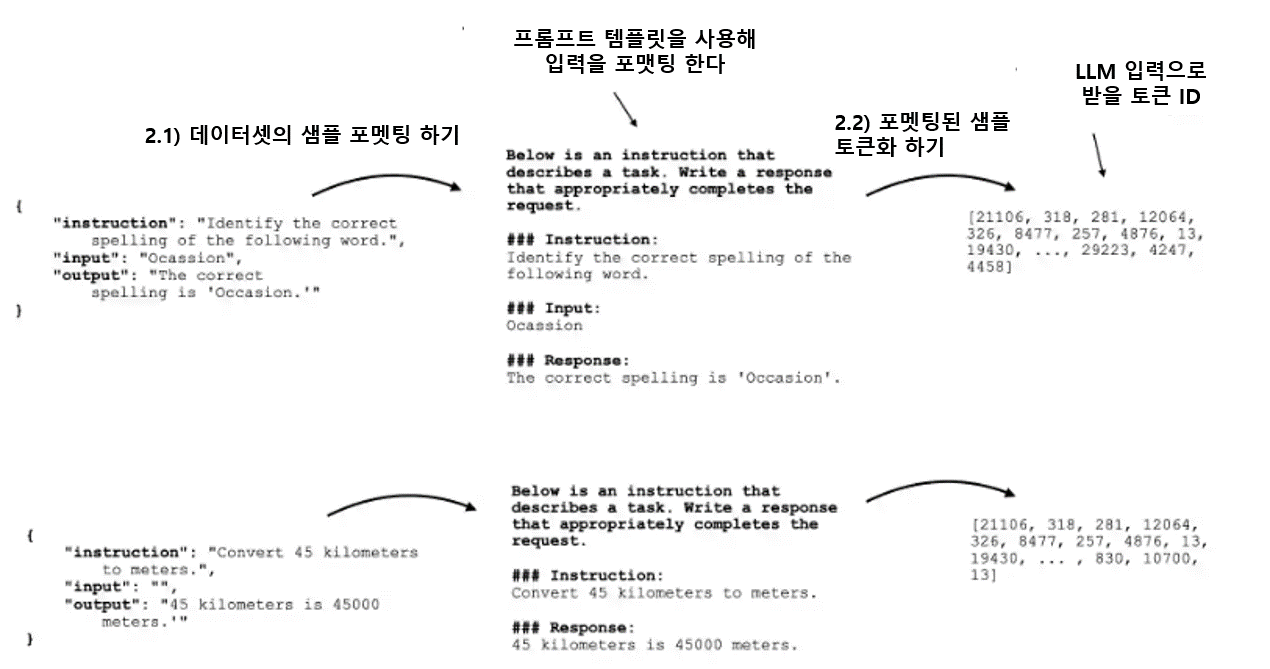 프롬프트 템플릿을 사용해
입력을 포맷팅 한다
LLM 입력으로
받을 토큰 ID
2.1) 데이터셋의 샘플 포멧팅 하기
2.2) 포멧팅된 샘플
토큰화 하기
{
"instruction": "Identify the correct
spelling of the following word.",
"input": "Ocassion",
"output": "The correct
spelling is 'Occasion.'"
}
Below is an instruction that
describes a task. Write a response
that appropriately completes the
request.
### Instruction:
Identify the correct spelling of the
following word.
### Input:
Ocassion
### Response:
The correct spelling is 'Occasion'.
[21106, 318, 281, 12064,
326, 8477, 257, 4876, 13,
19430, ..., 29223, 4247,
4458]
{
"instruction": "Convert 45 kilometers
to meters.",
"input": "",
"output": "45 kilometers is 45000
meters.'"
}
Below is an instruction that
describes a task. Write a response
that appropriately completes the
request.
### Instruction:
Convert 45 kilometers to meters.
### Response:
45 kilometers is 45000 meters.
[21106, 318, 281, 12064,
326, 8477, 257, 4876, 13,
19430, ... , 830, 10700,
13]